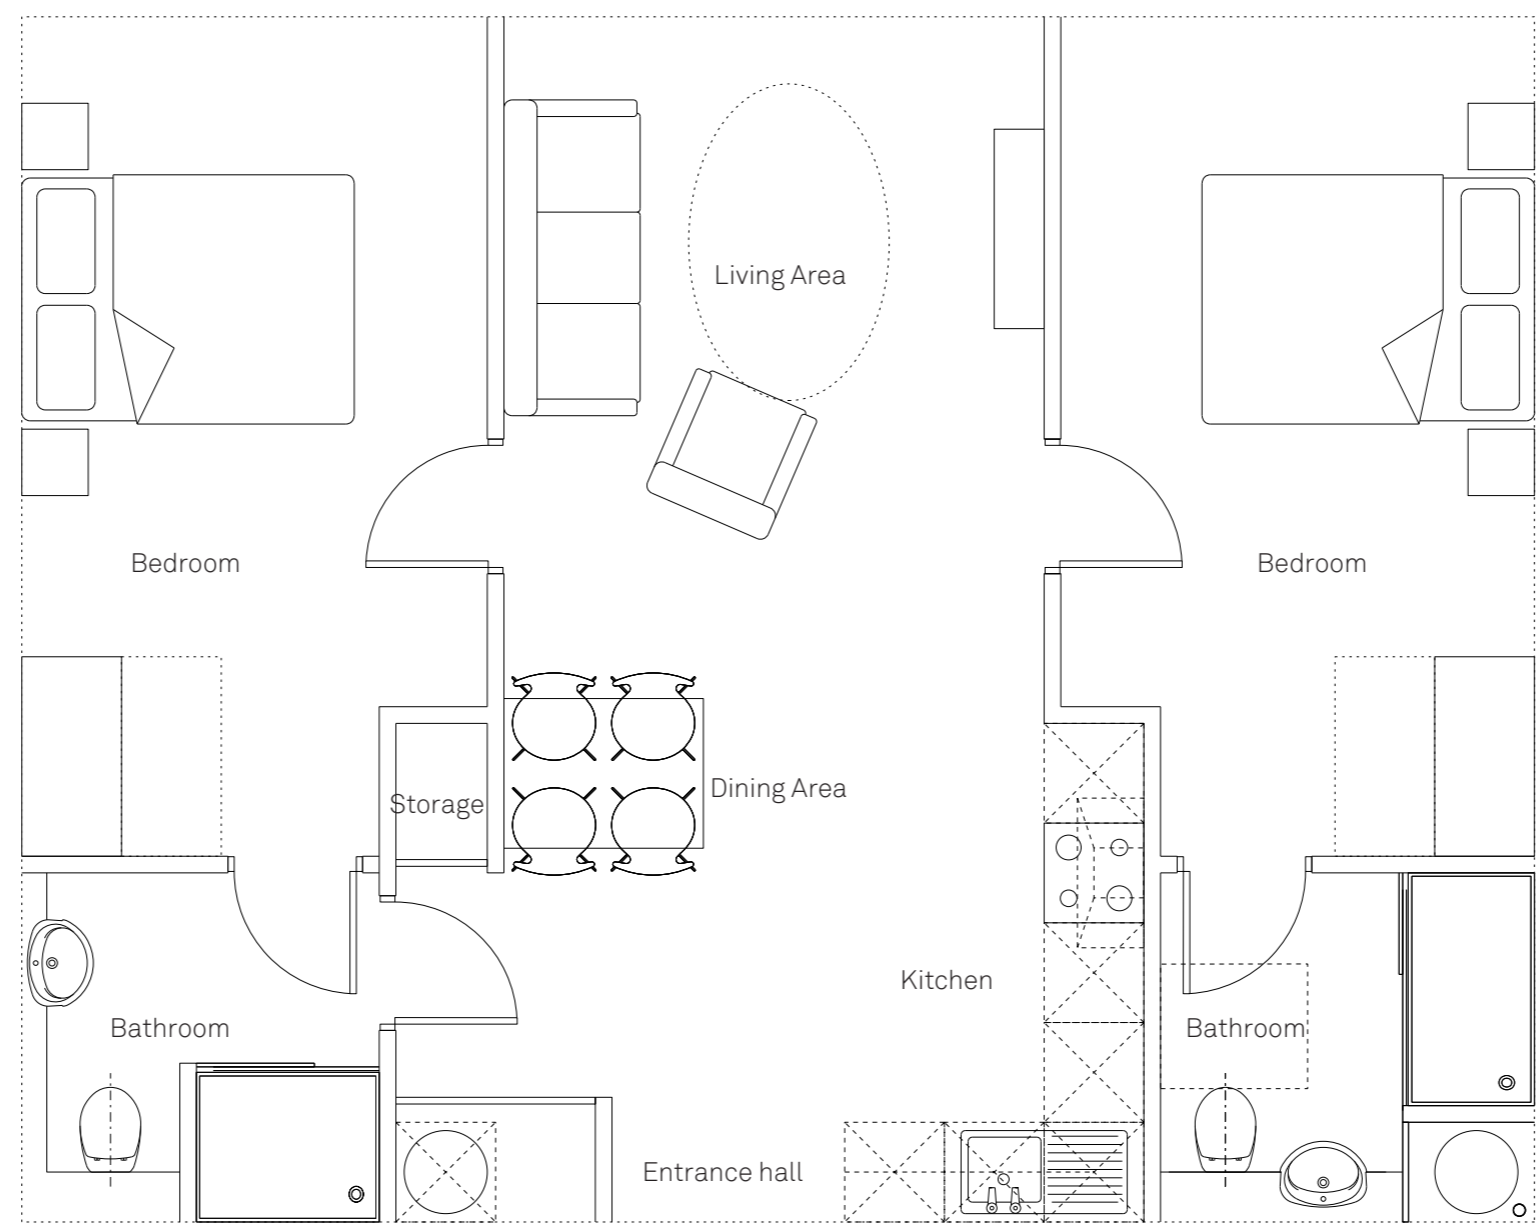 Living Area
Bedroom
Bedroom
Dining Area
Storage
Kitchen
Bathroom
Bathroom
Entrance hall